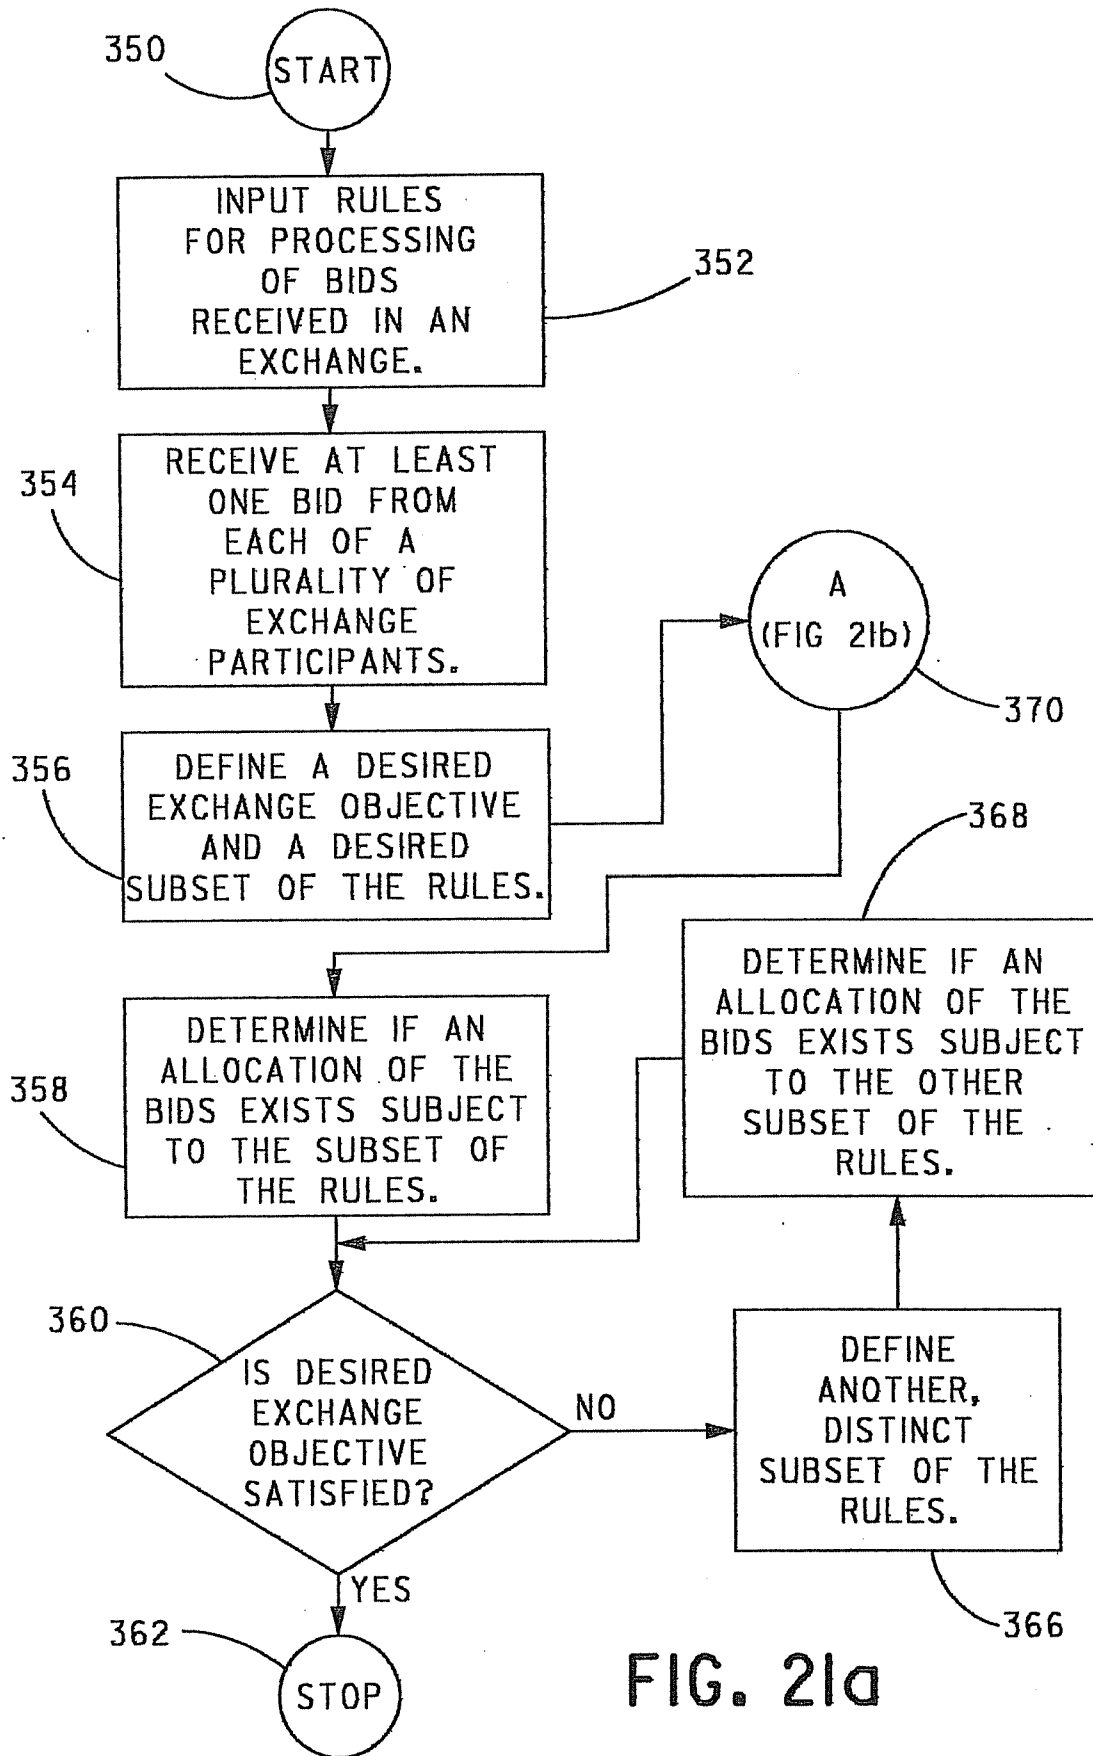 350
START
INPUT RULES
FOR PROCESSING
OF BIDS
RECEIVED IN AN
EXCHANGE.
352
354
RECEIVE AT LEAST
ONE BID FROM
EACH OF A
PLURALITY OF
EXCHANGE
PARTICIPANTS.
A
(FIG 21b)
370
356
DEFINE A DESIRED
EXCHANGE OBJECTIVE
AND A DESIRED
SUBSET OF THE RULES.
358
DETERMINE IF AN
ALLOCATION OF THE
BIDS EXISTS SUBJECT
TO THE SUBSET OF
THE RULES.
368
DETERMINE IF AN
ALLOCATION OF THE
BIDS EXISTS SUBJECT
TO THE OTHER
SUBSET OF THE
RULES.
360
IS DESIRED
EXCHANGE
OBJECTIVE
SATISFIED?
NO
DEFINE
ANOTHER,
DISTINCT
SUBSET OF THE
RULES.
366
YES
362
STOP
FIG. 21a